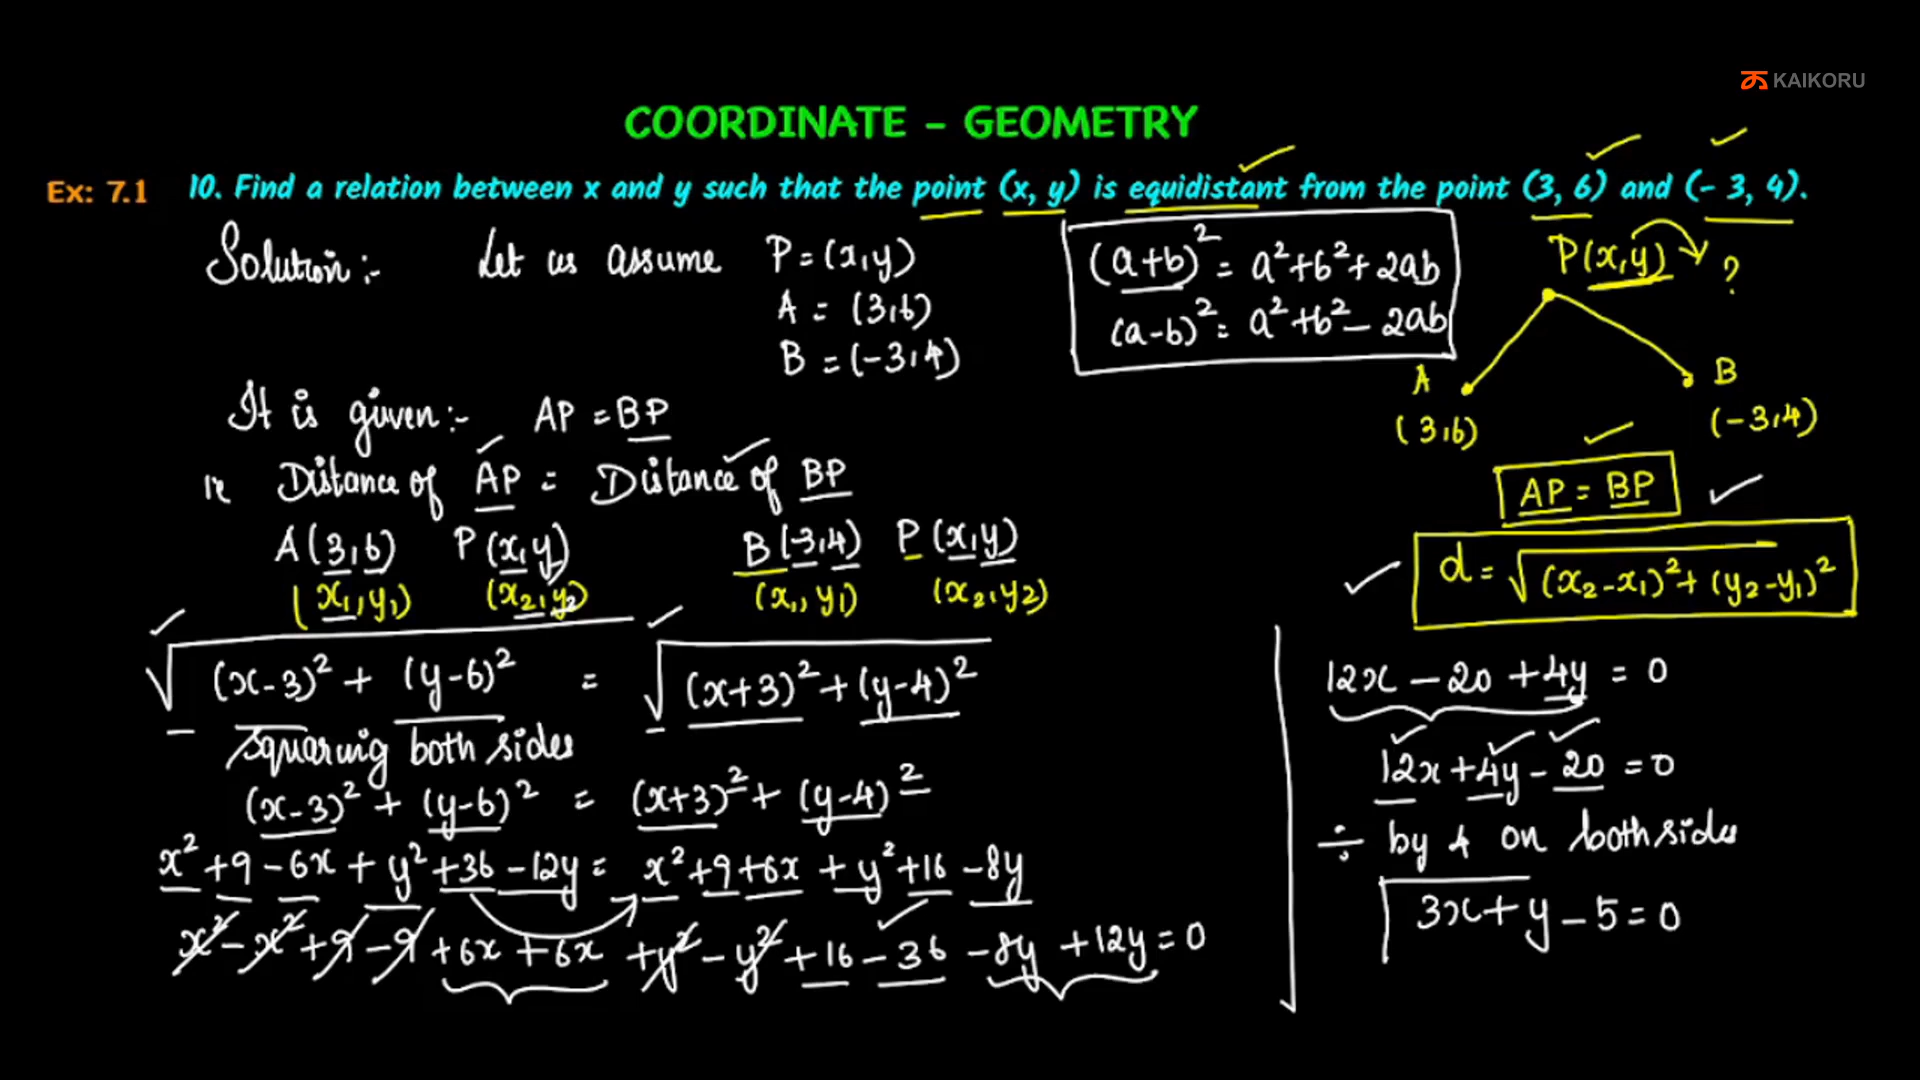 KAIKORU
COORDINATE - GEOMETRY
Ex: 7.1 10. Find a relation between x and y such that the point (x, y) is equidistant from the point (3, 6) and (- 3, 4).
Solution:- Let us assume P = (x,y)
A = (3,6)
B = (-3,4)
(a+b)² = a²+b²+2ab
(a-b)² = a²+b²-2ab
P(x,y) ?
A B
(3,6) (-3,4)
It is given:- AP = BP
ie Distance of AP = Distance of BP
A(3,6) P(x,y) B(-3,4) P(x,y)
(x₁,y₁) (x₂,y₂) (x₁,y₁) (x₂,y₂)
AP = BP
d = √(x₂-x₁)²+(y₂-y₁)²
√(x-3)²+(y-6)² = √(x+3)²+(y-4)²
squaring both sides
(x-3)²+(y-6)² = (x+3)²+(y-4)²
x²+9-6x+y²+36-12y = x²+9+6x+y²+16-8y
x²-x²+9-9+6x+6x+y²-y²+16-36-8y+12y=0
12x-20+4y=0
12x+4y-20=0
÷ by 4 on both sides
3x+y-5=0